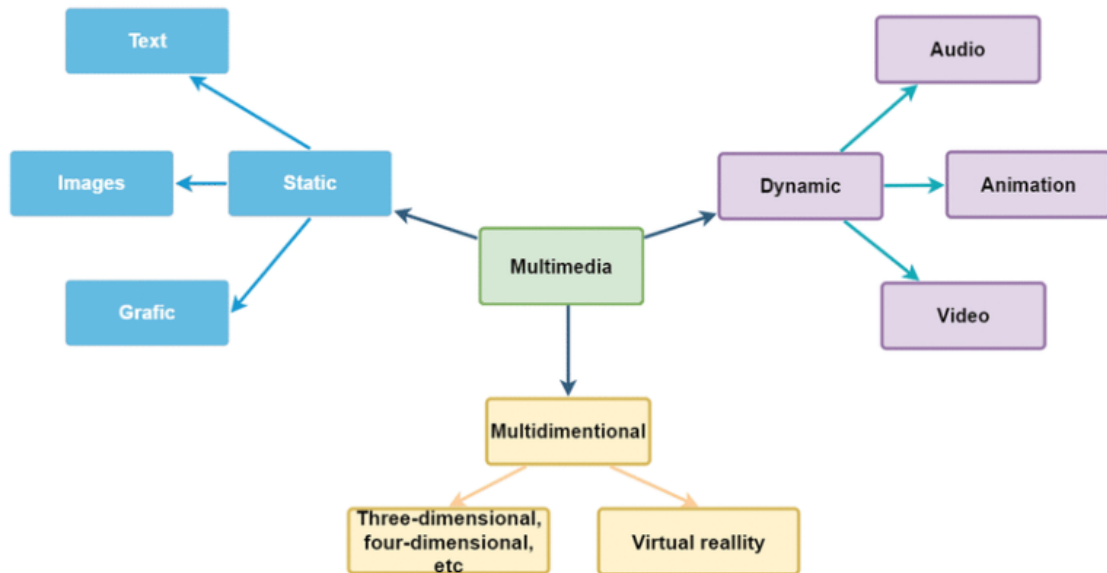 Text
Audio
Images
Static
Dynamic
Animation
Multimedia
Grafic
Video
Multidimentional
Three-dimensional,
four-dimensional,
etc
Virtual reallity